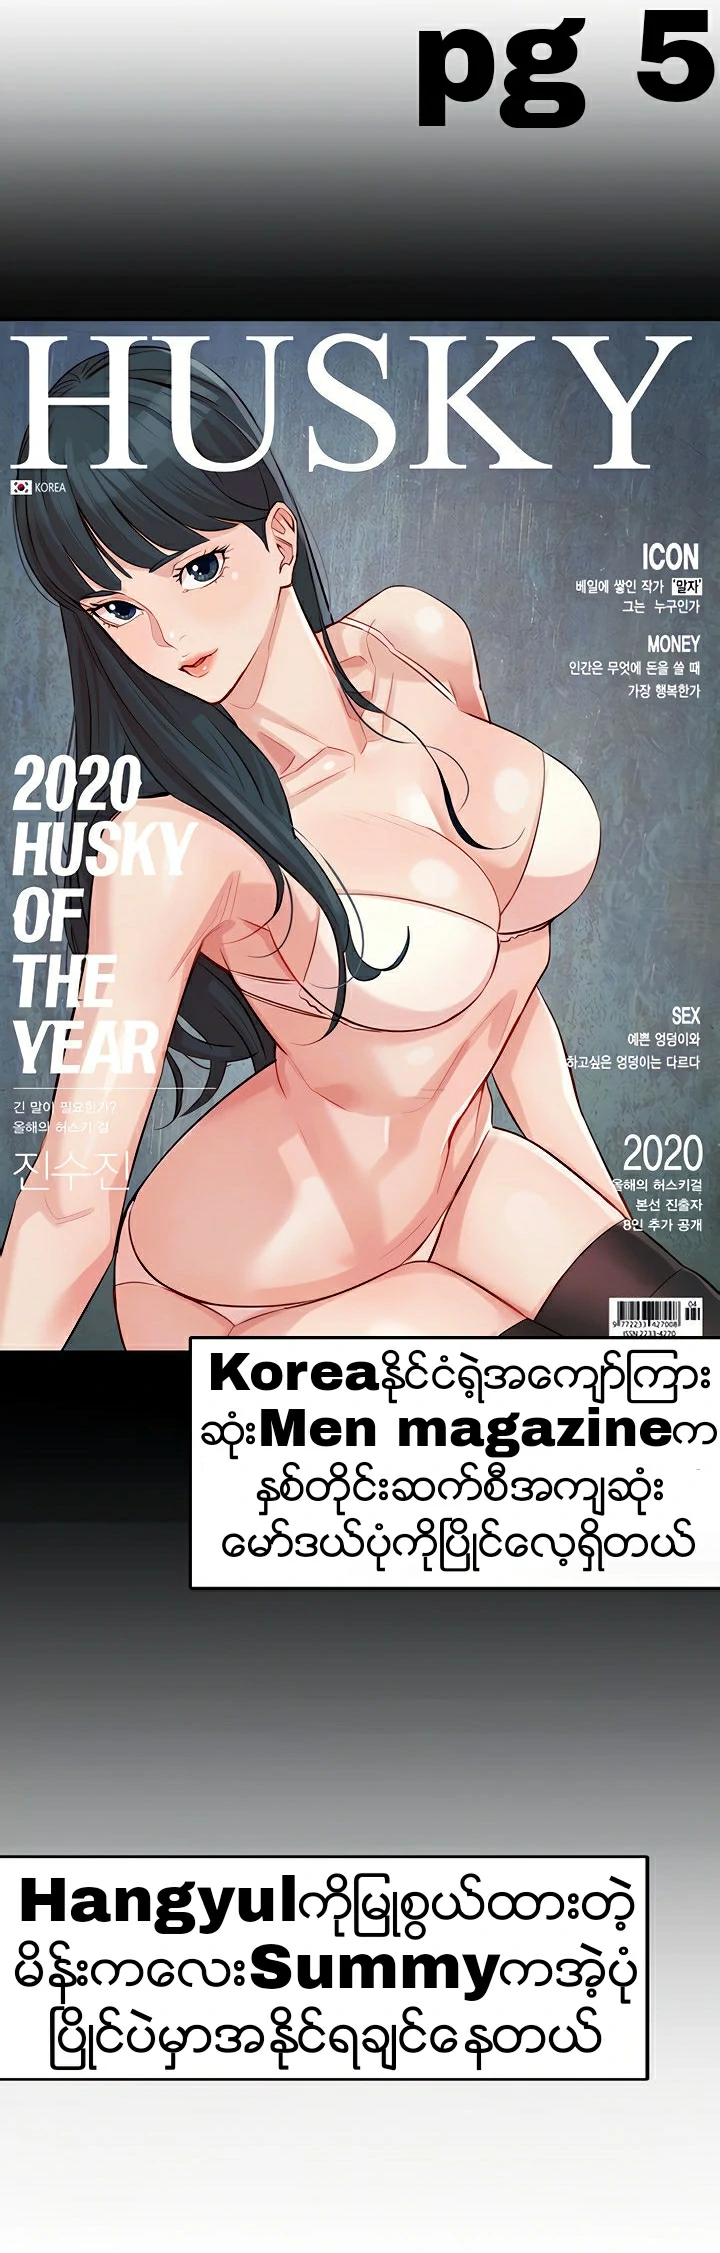 pg 5
HUSKY
KOREA
ICON
베일에 쌓인 작가 '말자'
그는 누구인가
MONEY
인간은 무엇에 돈을 쓸 때
가장 행복한가
2020
HUSKY
OF
THE
YEAR
긴 말이 필요한가?
올해의 허스키 걸
진수진
SEX
예쁜 엉덩이와
하고싶은 엉덩이는 다르다
2020
올해의 허스키걸
본선 진출자
8인 추가 공개
04
9 772233 427008
ISSN 2233-4270
Koreaနိုင်ငံရဲ့အကျော်ကြား
ဆုံးMen magazineက
နှစ်တိုင်းဆက်စီအကျဆုံး
မော်ဒယ်ပုံကိုပြိုင်လေ့ရှိတယ်
Hangyulကိုမြှုစွယ်ထားတဲ့
မိန်းကလေးSummyကအဲ့ပုံ
ပြိုင်ပဲမှာအနိုင်ရချင်နေတယ်